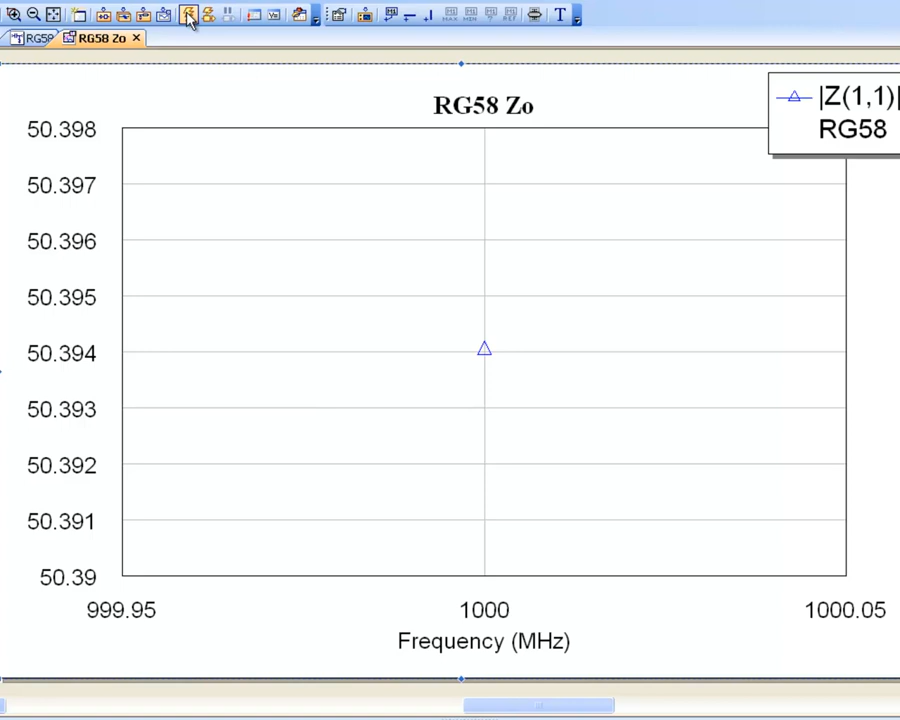 RG58
RG58 Zo
RG58 Zo
|Z(1,1)|
RG58
50.398
50.397
50.396
50.395
50.394
50.393
50.392
50.391
50.39
999.95
1000
1000.05
Frequency (MHz)